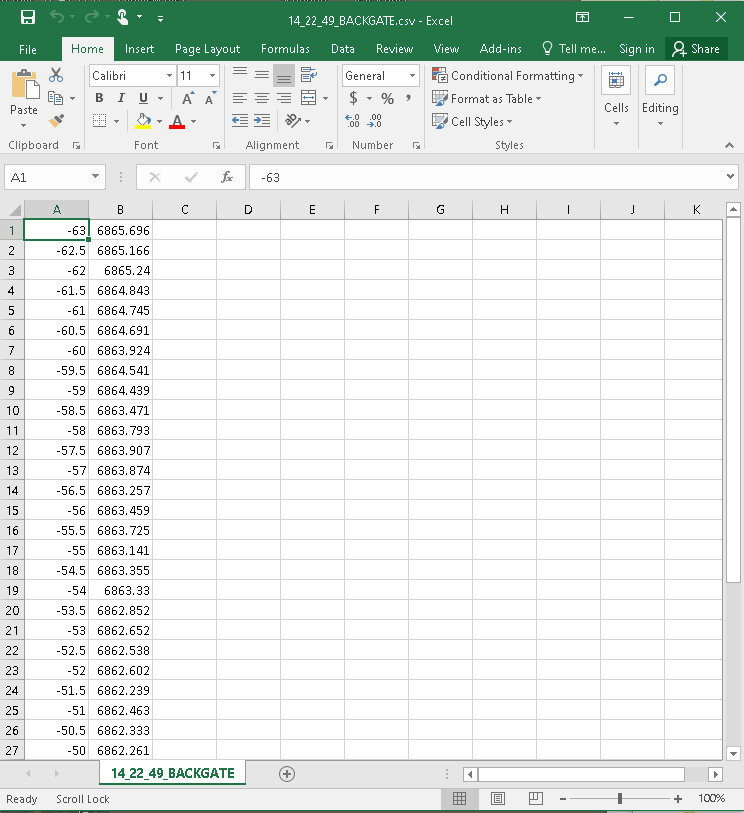 14_22_49_BACKGATE.csv - Excel
File Home Insert Page Layout Formulas Data Review View Add-ins Tell me... Sign in Share
Calibri 11 General Conditional Formatting
Paste B I U A A $ % , Format as Table Cells Editing
A Cell Styles
Clipboard Font Alignment Number Styles
A1 fx -63
A B C D E F G H I J K
1 -63 6865.696
2 -62.5 6865.166
3 -62 6865.24
4 -61.5 6864.843
5 -61 6864.745
6 -60.5 6864.691
7 -60 6863.924
8 -59.5 6864.541
9 -59 6864.439
10 -58.5 6863.471
11 -58 6863.793
12 -57.5 6863.907
13 -57 6863.874
14 -56.5 6863.257
15 -56 6863.459
16 -55.5 6863.725
17 -55 6863.141
18 -54.5 6863.355
19 -54 6863.33
20 -53.5 6862.852
21 -53 6862.652
22 -52.5 6862.538
23 -52 6862.602
24 -51.5 6862.239
25 -51 6862.463
26 -50.5 6862.333
27 -50 6862.261
14_22_49_BACKGATE
Ready Scroll Lock 100%